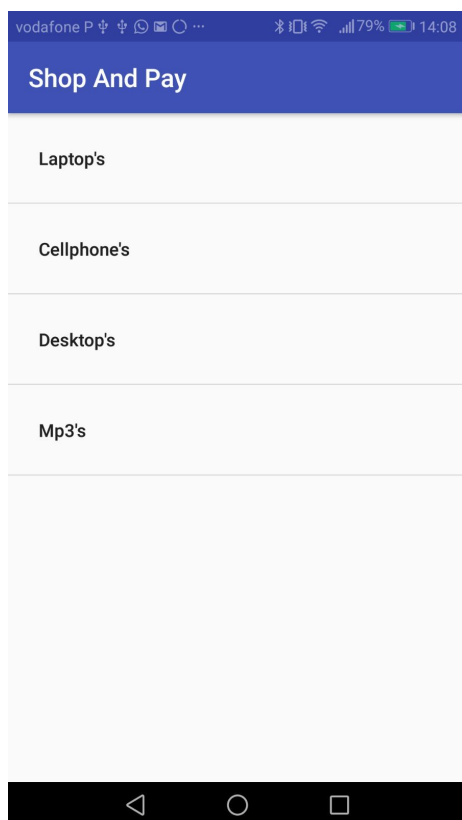 vodafone P 79% 14:08
Shop And Pay
Laptop's
Cellphone's
Desktop's
Mp3's